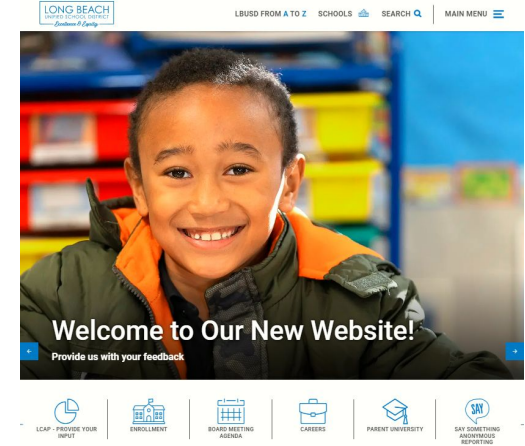 LONG BEACH
UNIFIED SCHOOL DISTRICT
Excellence & Equity
LBUSD FROM A TO Z SCHOOLS SEARCH MAIN MENU
Welcome to Our New Website!
Provide us with your feedback
LCAP - PROVIDE YOUR
INPUT
ENROLLMENT
BOARD MEETING
AGENDA
CAREERS
PARENT UNIVERSITY
SAY
SAY SOMETHING
ANONYMOUS
REPORTING